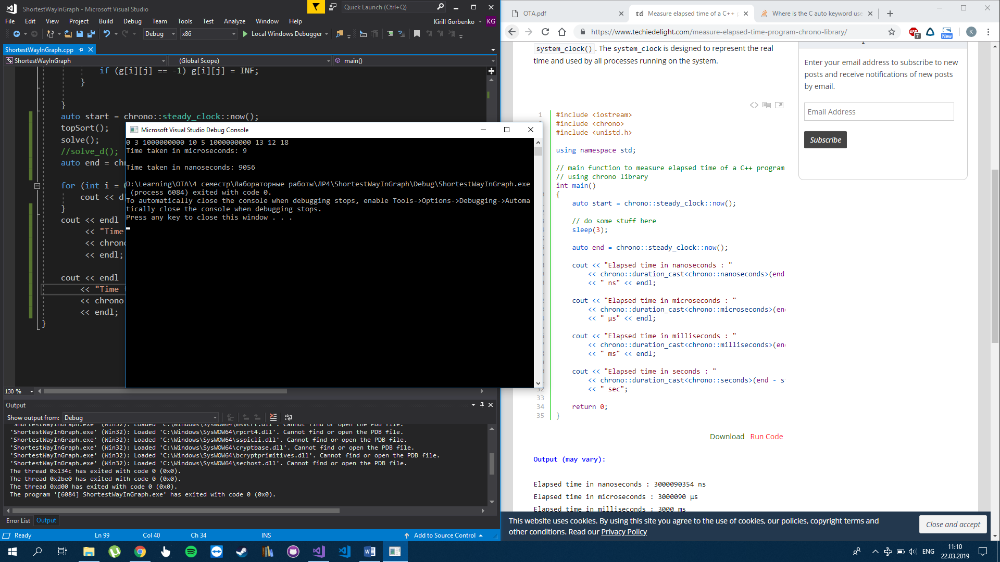 ShortestWayInGraph - Microsoft Visual Studio
Quick Launch (Ctrl+Q)
File Edit View Project Build Debug Team Tools Test Analyze Window Help
Kirill Gorbenko KG
Debug x86 Local Windows Debugger
ShortestWayInGraph.cpp
ShortestWayInGraph (Global Scope) main()
if (g[i][j] == -1) g[i][j] = INF;
}
}
auto start = chrono::steady_clock::now();
topSort();
solve();
//solve_d();
auto end = chr
for (int i =
cout << d
}
cout << endl
<< "Time
<< chron
<< endl;
cout << endl
<< "Time
<< chrono
<< endl;
}
130 %
Microsoft Visual Studio Debug Console
0 3 1000000000 10 5 1000000000 13 12 18
Time taken in microseconds: 9
Time taken in nanoseconds: 9056
D:\Learning\OTA\4 семестр\Лабораторные работы\ЛР4\ShortestWayInGraph\Debug\ShortestWayInGraph.exe
(process 6084) exited with code 0.
To automatically close the console when debugging stops, enable Tools->Options->Debugging->Automa
tically close the console when debugging stops.
Press any key to close this window . . .
Output
Show output from: Debug
'ShortestWayInGraph.exe' (Win32): Loaded 'C:\Windows\SysWOW64\msvcrt.dll'. Cannot find or open the PDB file.
'ShortestWayInGraph.exe' (Win32): Loaded 'C:\Windows\SysWOW64\rpcrt4.dll'. Cannot find or open the PDB file.
'ShortestWayInGraph.exe' (Win32): Loaded 'C:\Windows\SysWOW64\sspicli.dll'. Cannot find or open the PDB file.
'ShortestWayInGraph.exe' (Win32): Loaded 'C:\Windows\SysWOW64\cryptbase.dll'. Cannot find or open the PDB file.
'ShortestWayInGraph.exe' (Win32): Loaded 'C:\Windows\SysWOW64\bcryptprimitives.dll'. Cannot find or open the PDB file.
'ShortestWayInGraph.exe' (Win32): Loaded 'C:\Windows\SysWOW64\sechost.dll'. Cannot find or open the PDB file.
The thread 0x134c has exited with code 0 (0x0).
The thread 0x2be0 has exited with code 0 (0x0).
The thread 0xd00 has exited with code 0 (0x0).
The program '[6084] ShortestWayInGraph.exe' has exited with code 0 (0x0).
Error List Output
Ready Ln 99 Col 40 Ch 34 INS Add to Source Control
OTA.pdf
td Measure elapsed time of a C++ p
Where is the C auto keyword use
https://www.techiedelight.com/measure-elapsed-time-program-chrono-library/
ABP 7 New K
system_clock(). The system_clock is designed to represent the real
time and used by all processes running on the system.
1 #include <iostream>
#include <chrono>
#include <unistd.h>
using namespace std;
// main function to measure elapsed time of a C++ program
// using chrono library
int main()
{
auto start = chrono::steady_clock::now();
// do some stuff here
sleep(3);
auto end = chrono::steady_clock::now();
cout << "Elapsed time in nanoseconds : "
<< chrono::duration_cast<chrono::nanoseconds>(end
<< " ns" << endl;
cout << "Elapsed time in microseconds : "
<< chrono::duration_cast<chrono::microseconds>(en
<< " µs" << endl;
cout << "Elapsed time in milliseconds : "
<< chrono::duration_cast<chrono::milliseconds>(en
<< " ms" << endl;
cout << "Elapsed time in seconds : "
<< chrono::duration_cast<chrono::seconds>(end - s
32 << " sec";
33
34 return 0;
35 }
Download Run Code
Output (may vary):
Elapsed time in nanoseconds : 3000090354 ns
Elapsed time in microseconds : 3000090 µs
Elapsed time in milliseconds : 3000 ms
Enter your email address to subscribe to new
posts and receive notifications of new posts
by email.
Email Address
Subscribe
This website uses cookies. By using this site you agree to the use of cookies, our policies, copyright terms and
other conditions. Read our Privacy Policy
Close and accept
ENG
11:10
22.03.2019